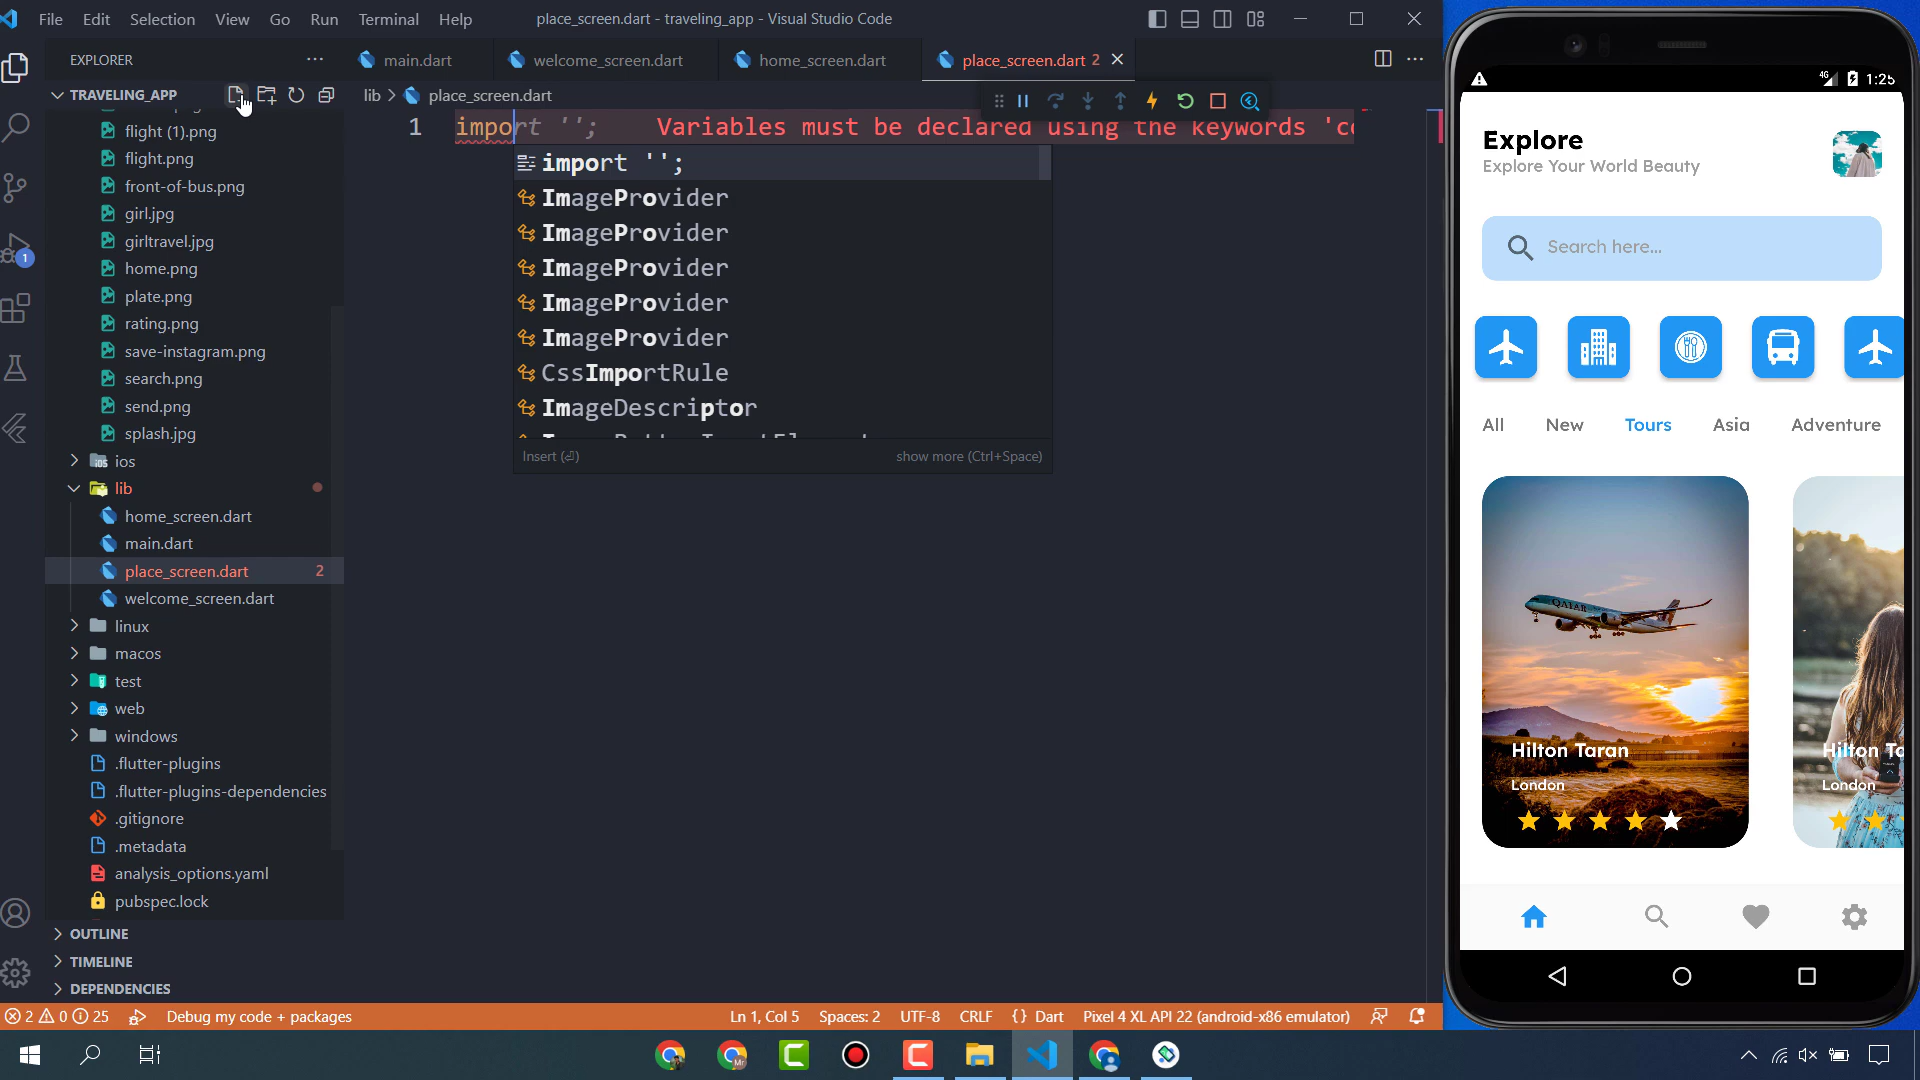 File Edit Selection View Go Run Terminal Help
place_screen.dart - traveling_app - Visual Studio Code
EXPLORER
main.dart
welcome_screen.dart
home_screen.dart
place_screen.dart 2
TRAVELING_APP
lib > place_screen.dart
flight (1).png
flight.png
front-of-bus.png
girl.jpg
girltravel.jpg
home.png
plate.png
rating.png
save-instagram.png
search.png
send.png
splash.jpg
ios
lib
home_screen.dart
main.dart
place_screen.dart 2
welcome_screen.dart
linux
macos
test
web
windows
.flutter-plugins
.flutter-plugins-dependencies
.gitignore
.metadata
analysis_options.yaml
pubspec.lock
OUTLINE
TIMELINE
DEPENDENCIES
1
1 import ''; Variables must be declared using the keywords 'co
import '';
ImageProvider
ImageProvider
ImageProvider
ImageProvider
ImageProvider
CssImportRule
ImageDescriptor
Insert (⏎) show more (Ctrl+Space)
2 0 25 Debug my code + packages
Ln 1, Col 5 Spaces: 2 UTF-8 CRLF {} Dart Pixel 4 XL API 22 (android-x86 emulator)
4G 1:25
Explore
Explore Your World Beauty
Search here...
All New Tours Asia Adventure
QATAR
Hilton Taran
London
Hilton Ta
London